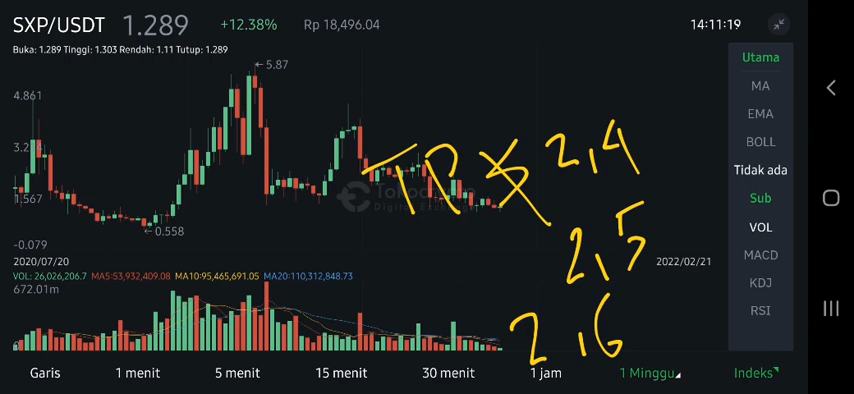 SXP/USDT 1.289 +12.38% Rp 18,496.04 14:11:19
Buka: 1.289 Tinggi: 1.303 Rendah: 1.11 Tutup: 1.289
Utama
5.87
MA
4.861
EMA
BOLL
TRX 2,4
Tidak ada
Tokocrypto
Digital Exchange
1.567
Sub
0.558
VOL
-0.079
2,5
2020/07/20 2022/02/21
MACD
VOL: 26,026,206.7 MA5:53,932,409.08 MA10:95,465,691.05 MA20:110,312,848.73
672.01m
KDJ
RSI
2,6
Garis 1 menit 5 menit 15 menit 30 menit 1 jam 1 Minggu Indeks